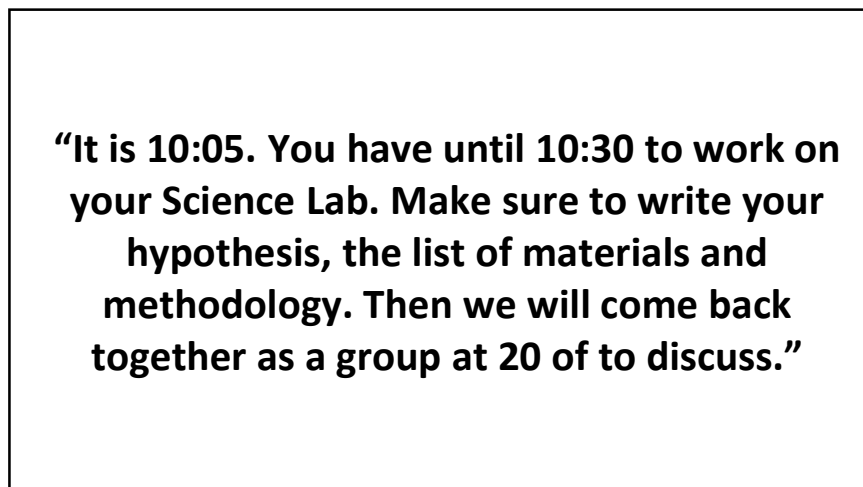 “It is 10:05. You have until 10:30 to work on
your Science Lab. Make sure to write your
hypothesis, the list of materials and
methodology. Then we will come back
together as a group at 20 of to discuss.”